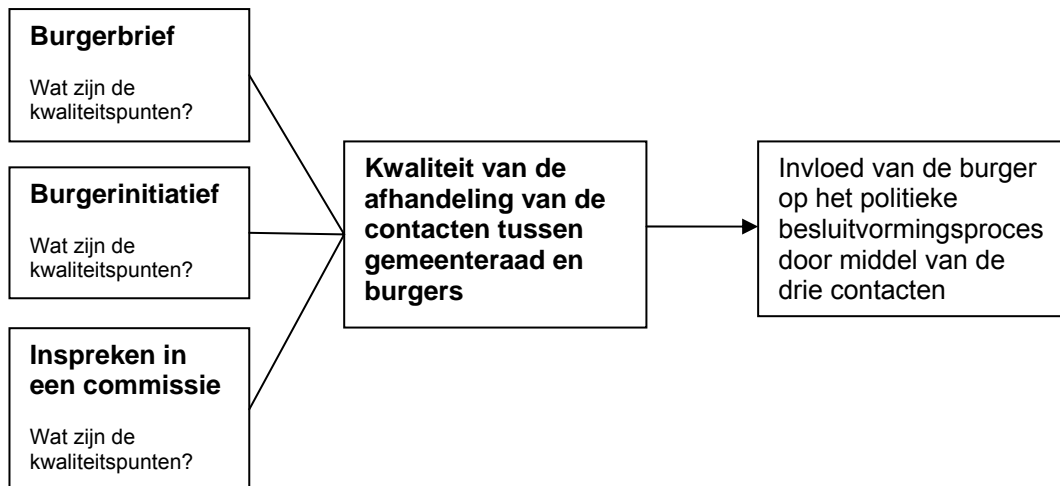 Burgerbrief
Wat zijn de
kwaliteitspunten?
Burgerinitiatief
Wat zijn de
kwaliteitspunten?
Inspreken in
een commissie
Wat zijn de
kwaliteitspunten?
Kwaliteit van de
afhandeling van de
contacten tussen
gemeenteraad en
burgers
Invloed van de burger
op het politieke
besluitvormingsproces
door middel van de
drie contacten